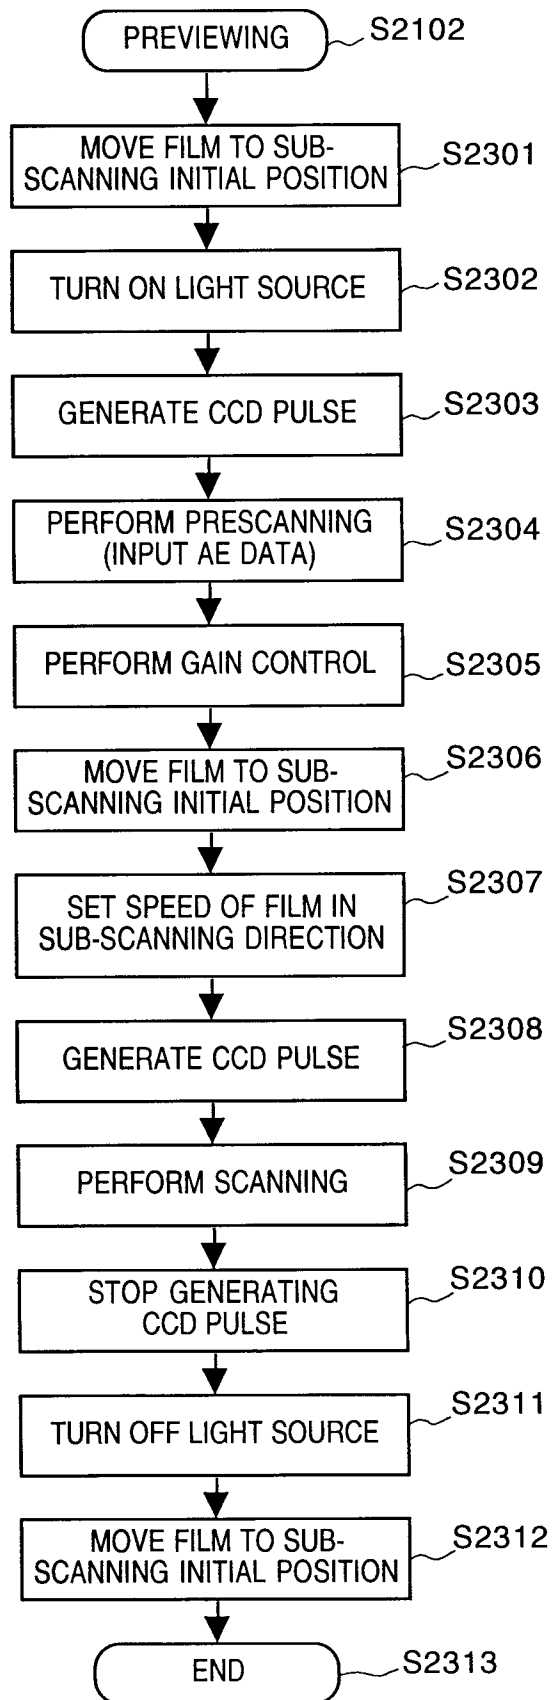 PREVIEWING
S2102
MOVE FILM TO SUB-
SCANNING INITIAL POSITION
S2301
TURN ON LIGHT SOURCE
S2302
GENERATE CCD PULSE
S2303
PERFORM PRESCANNING
(INPUT AE DATA)
S2304
PERFORM GAIN CONTROL
S2305
MOVE FILM TO SUB-
SCANNING INITIAL POSITION
S2306
SET SPEED OF FILM IN
SUB-SCANNING DIRECTION
S2307
GENERATE CCD PULSE
S2308
PERFORM SCANNING
S2309
STOP GENERATING
CCD PULSE
S2310
TURN OFF LIGHT SOURCE
S2311
MOVE FILM TO SUB-
SCANNING INITIAL POSITION
S2312
END
S2313